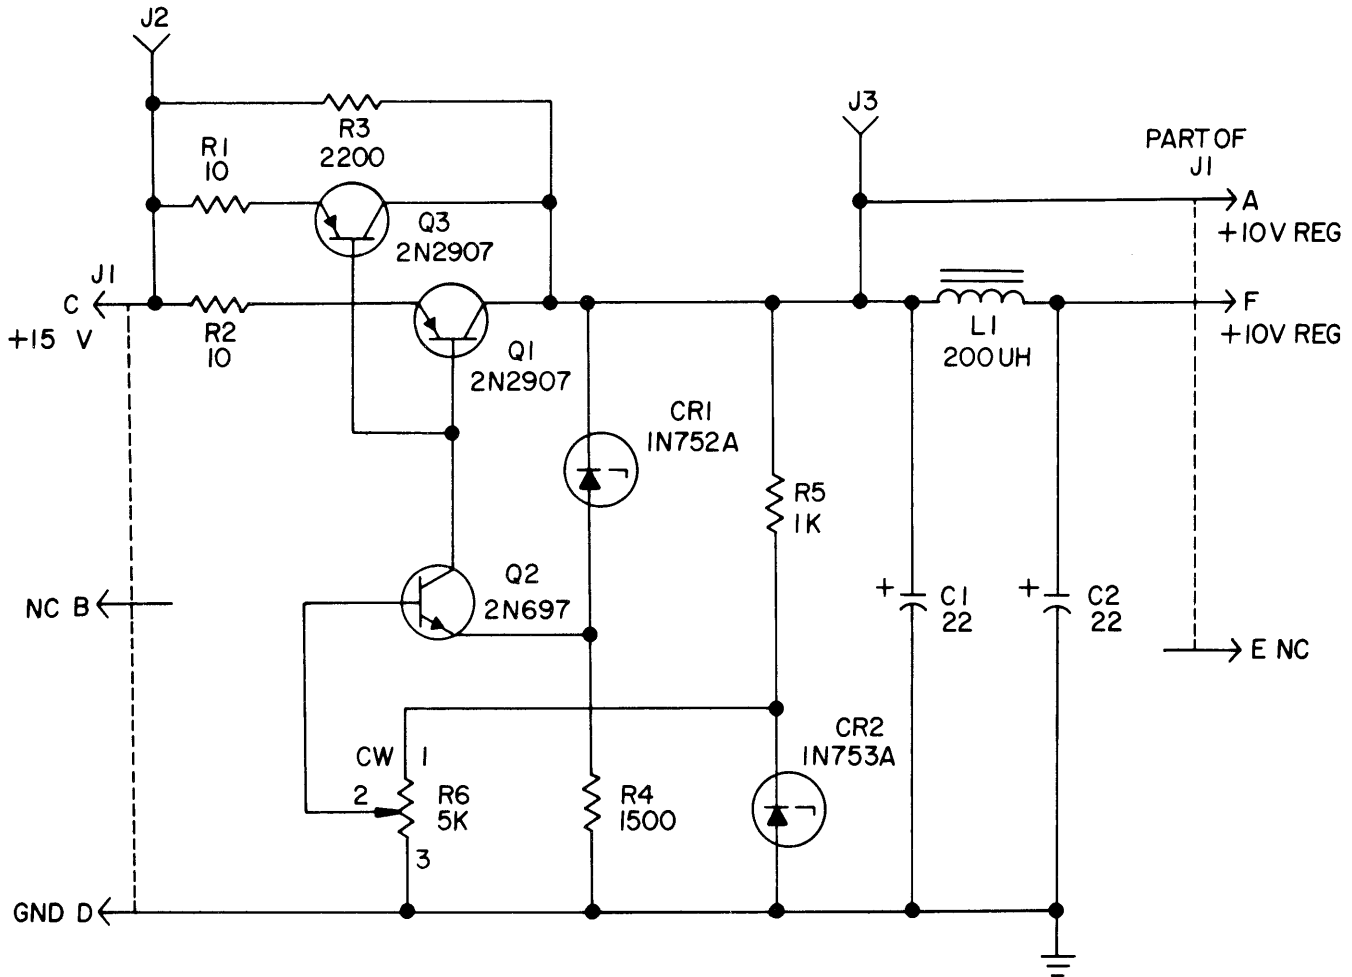 J2
R3
2200
R1
10
Q3
2N2907
J1
C
+15 V
R2
10
Q1
2N2907
J3
PART OF
J1
A
+10V REG
F
+10V REG
L1
200UH
CR1
1N752A
R5
1K
Q2
2N697
NC B
+
C1
22
+
C2
22
E NC
CW 1
2
R6
5K
3
R4
1500
CR2
1N753A
GND D